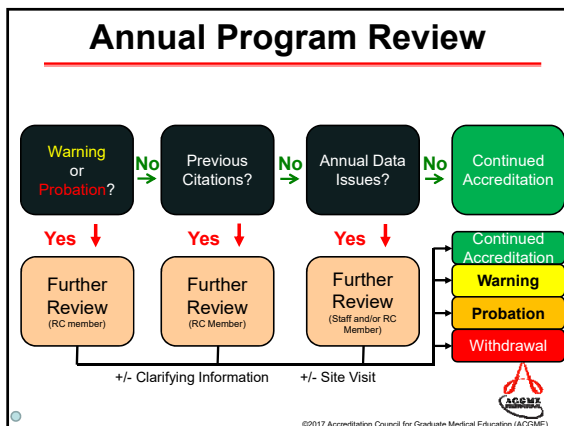 Annual Program Review
Warning
or
Probation?
No
Previous
Citations?
No
Annual Data
Issues?
No
Continued
Accreditation
Yes
Yes
Yes
Further
Review
(RC member)
Further
Review
(RC Member)
Further
Review
(Staff and/or RC
Member)
Continued
Accreditation
Warning
Probation
Withdrawal
+/- Clarifying Information
+/- Site Visit
ACGME
©2017 Accreditation Council for Graduate Medical Education (ACGME)